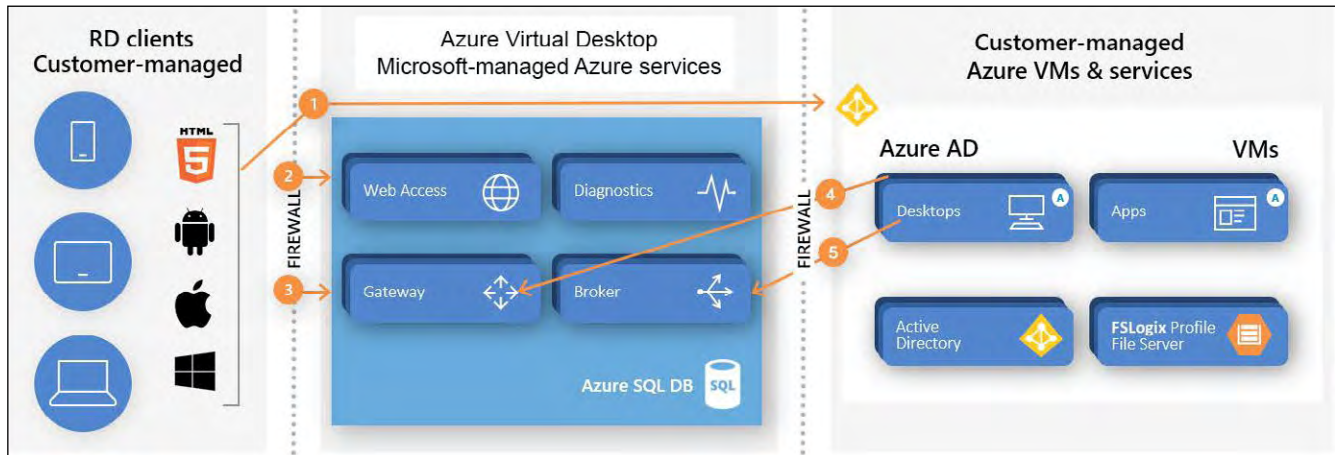 RD clients
Customer-managed
HTML
5
FIREWALL
Azure Virtual Desktop
Microsoft-managed Azure services
1
2
3
Web Access
Diagnostics
Gateway
Broker
Azure SQL DB
SQL
FIREWALL
4
5
Customer-managed
Azure VMs & services
Azure AD
VMs
Desktops
A
Apps
A
Active
Directory
FSLogix Profile
File Server